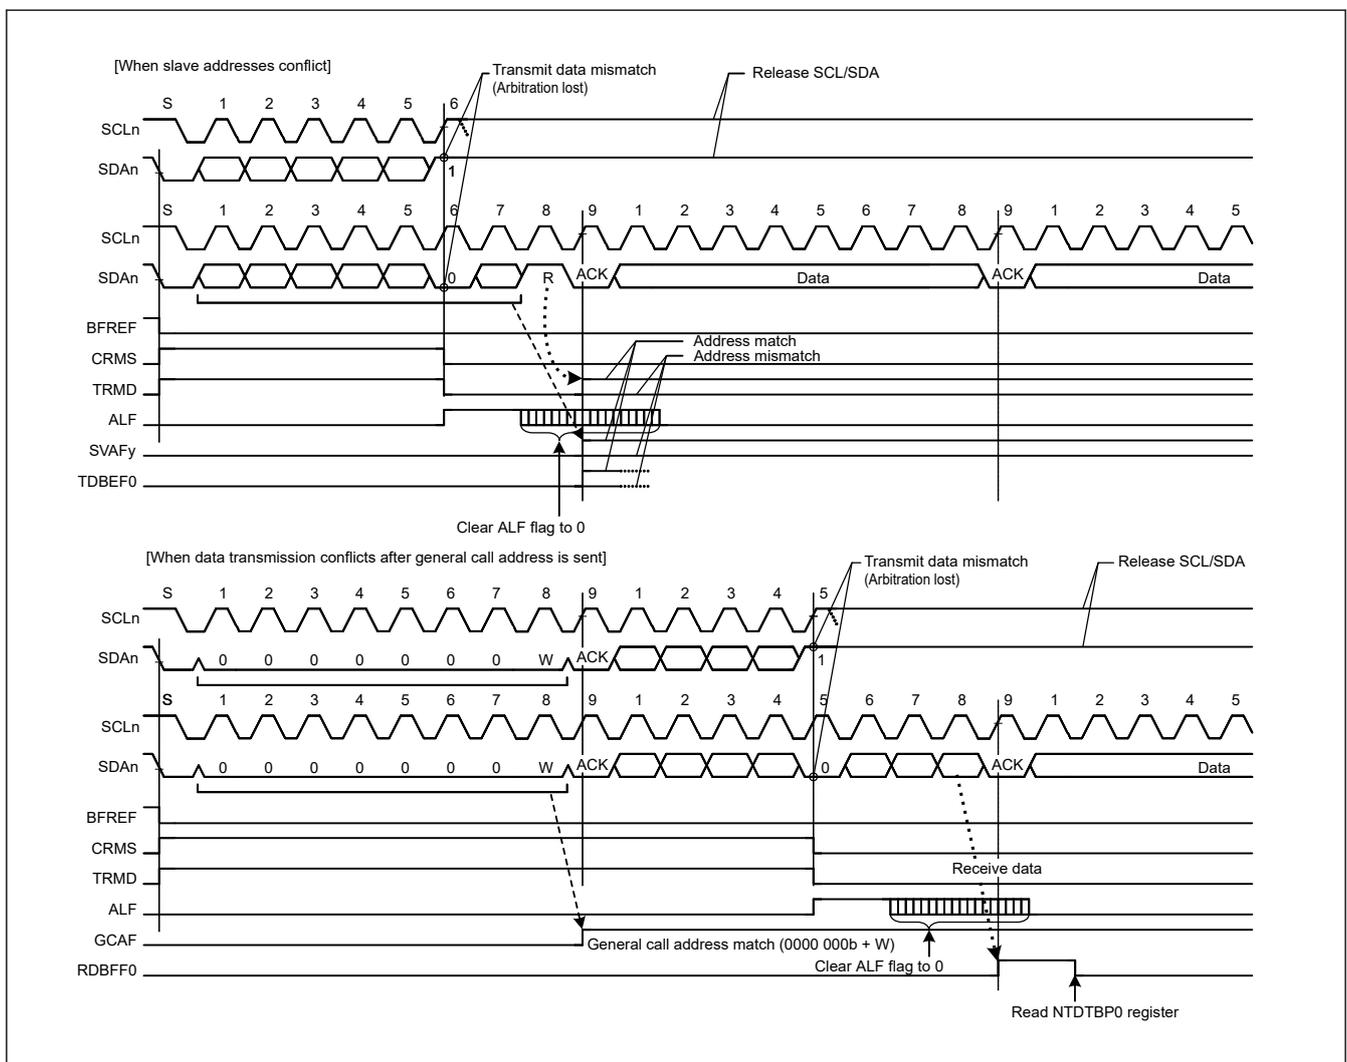 [When slave addresses conflict]
Transmit data mismatch
(Arbitration lost)
Release SCL/SDA
S 1 2 3 4 5 6
SCLn
SDAn
1
S 1 2 3 4 5 6 7 8 9 1 2 3 4 5 6 7 8 9 1 2 3 4 5
SCLn
SDAn 0 R ACK Data ACK Data
BFREF
Address match
CRMS
Address mismatch
TRMD
ALF
SVAFy
TDBEF0
Clear ALF flag to 0
[When data transmission conflicts after general call address is sent]
Transmit data mismatch
(Arbitration lost)
Release SCL/SDA
S 1 2 3 4 5 6 7 8 9 1 2 3 4 5
SCLn
SDAn 0 0 0 0 0 0 0 W ACK 1
S 1 2 3 4 5 6 7 8 9 1 2 3 4 5 6 7 8 9 1 2 3 4 5
SCLn
SDAn 0 0 0 0 0 0 0 W ACK 0 ACK Data
BFREF
CRMS
Receive data
TRMD
ALF
GCAF
General call address match (0000 000b + W)
Clear ALF flag to 0
RDBFF0
Read NTDTBP0 register